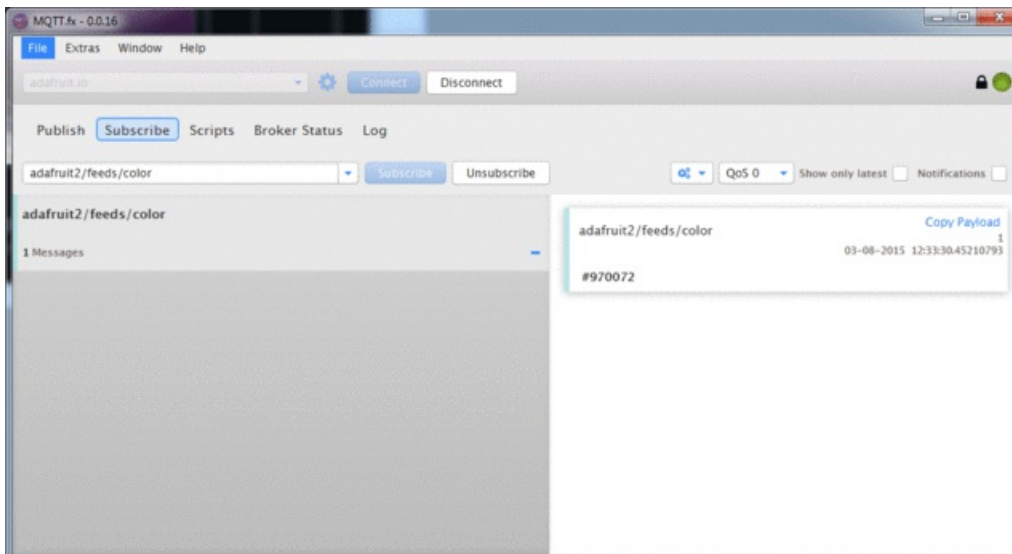 MQTT.fx - 0.0.16
File Extras Window Help
adafruit.io Connect Disconnect
Publish Subscribe Scripts Broker Status Log
adafruit2/feeds/color Subscribe Unsubscribe QoS 0 Show only latest Notifications
adafruit2/feeds/color
1 Messages
adafruit2/feeds/color Copy Payload
1
03-08-2015 12:33:30.45210793
#970072